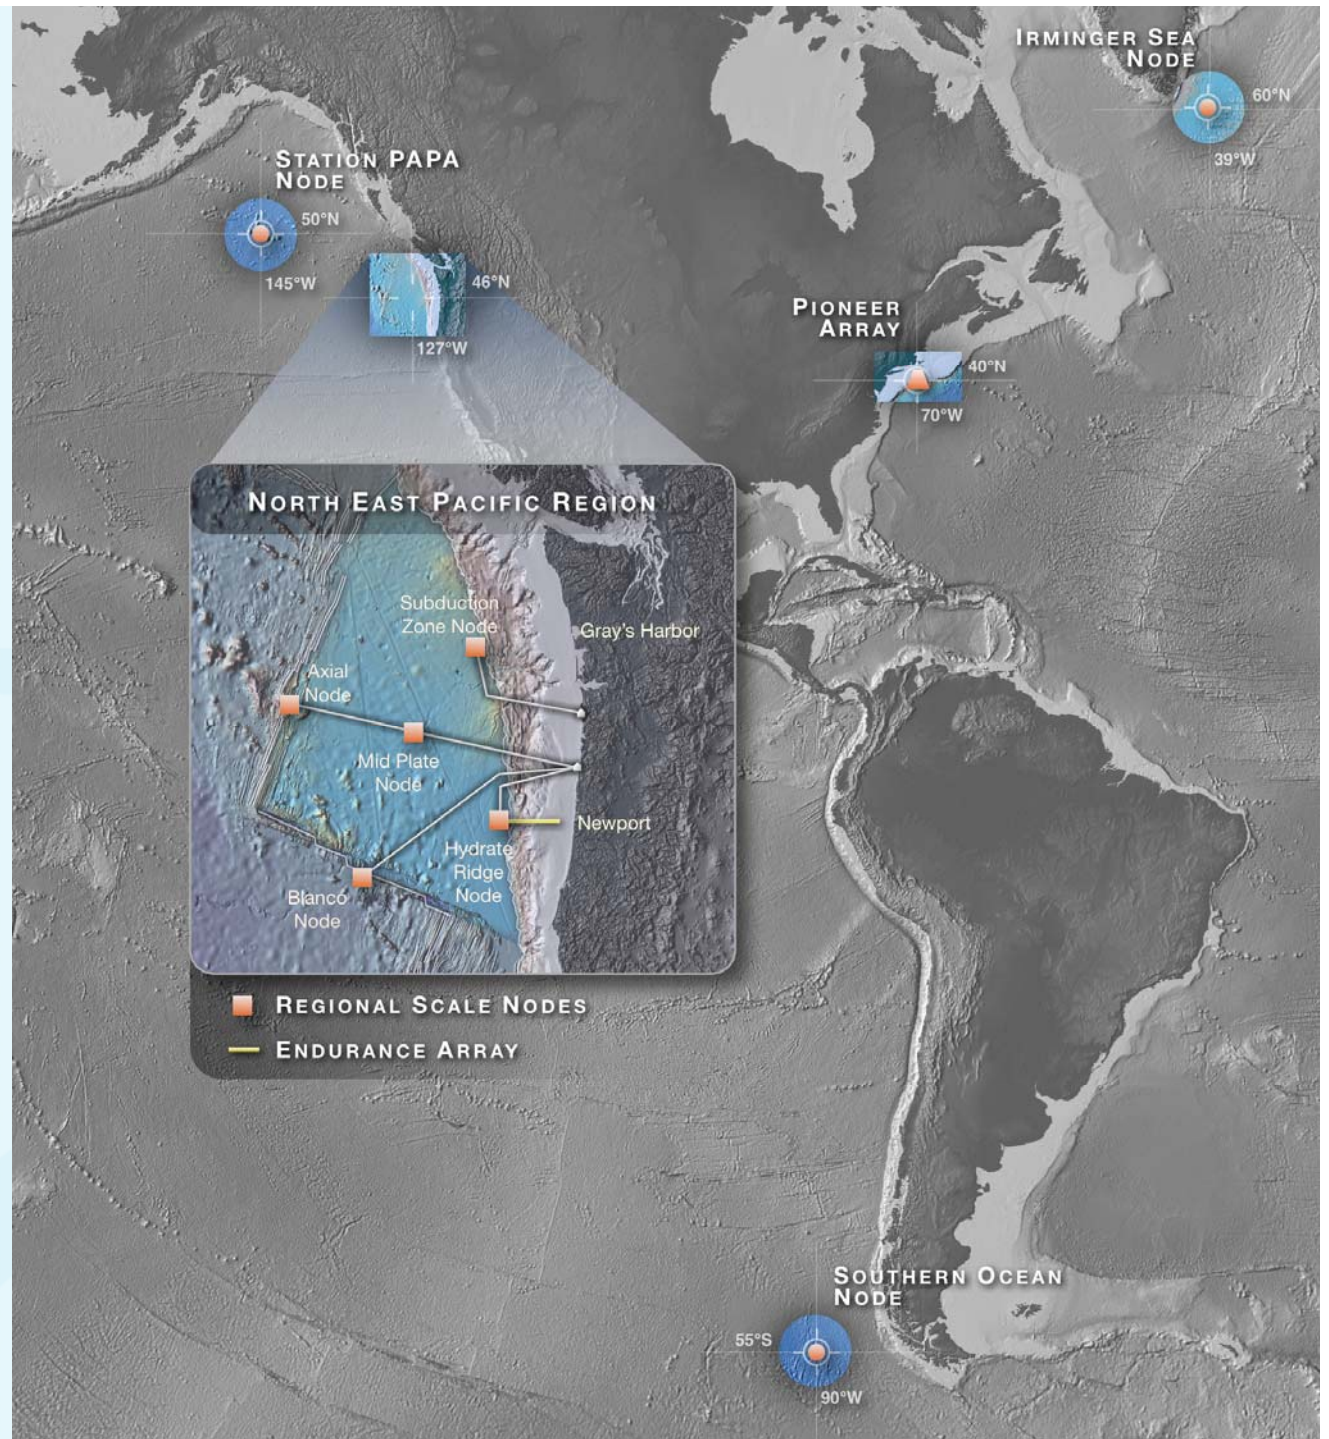 IRMINGER SEA
NODE
60°N
39°W
STATION PAPA
NODE
50°N
145°W
46°N
127°W
PIONEER
ARRAY
40°N
70°W
NORTH EAST PACIFIC REGION
Subduction
Zone Node
Gray's Harbor
Axial
Node
Mid Plate
Node
Newport
Hydrate
Ridge
Node
Blanco
Node
REGIONAL SCALE NODES
ENDURANCE ARRAY
SOUTHERN OCEAN
NODE
55°S
90°W